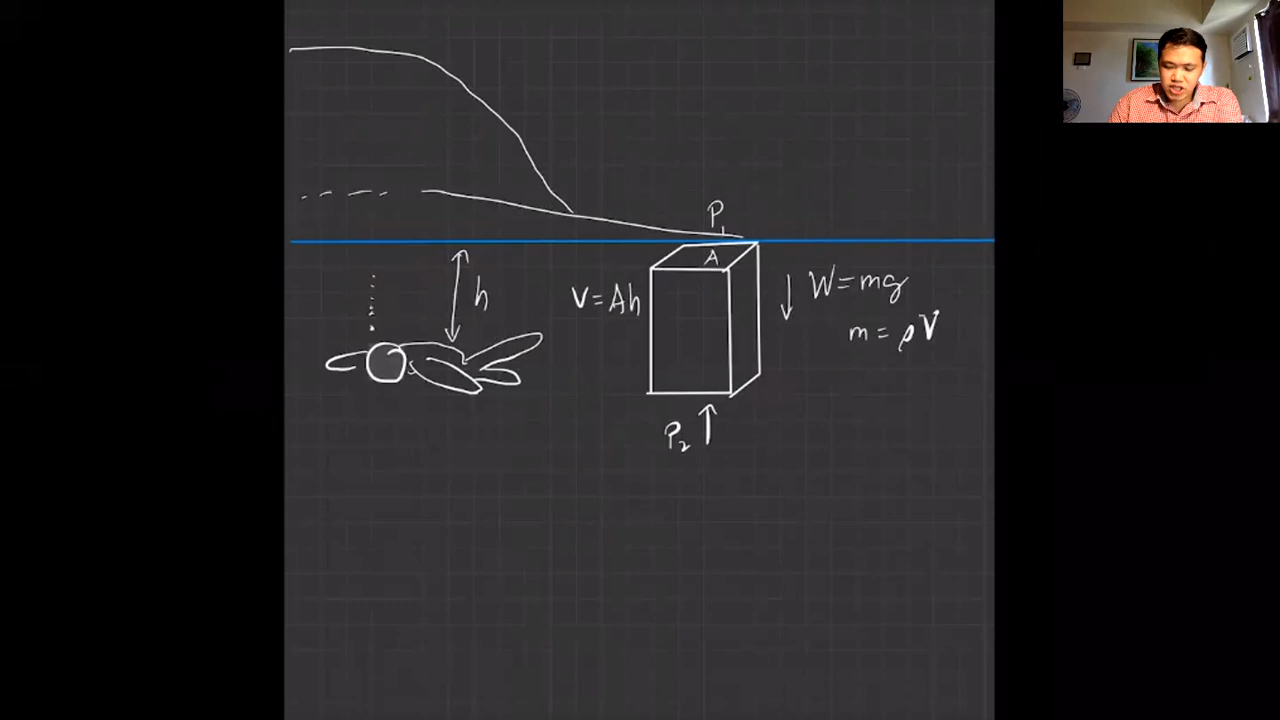 P₁
A
h
V = Ah
W = mg
m = ρV
P₂